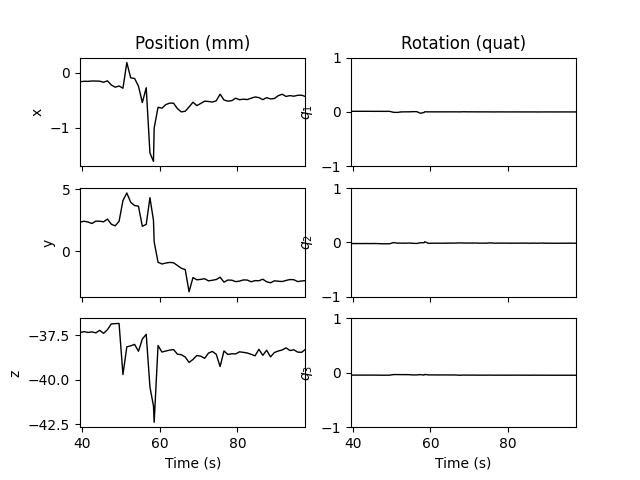 Position (mm)
Rotation (quat)
0
−1
x
1
0
−1
q₁
5
0
y
1
0
−1
q₂
−37.5
−40.0
−42.5
z
40
60
80
Time (s)
1
0
−1
q₃
40
60
80
Time (s)